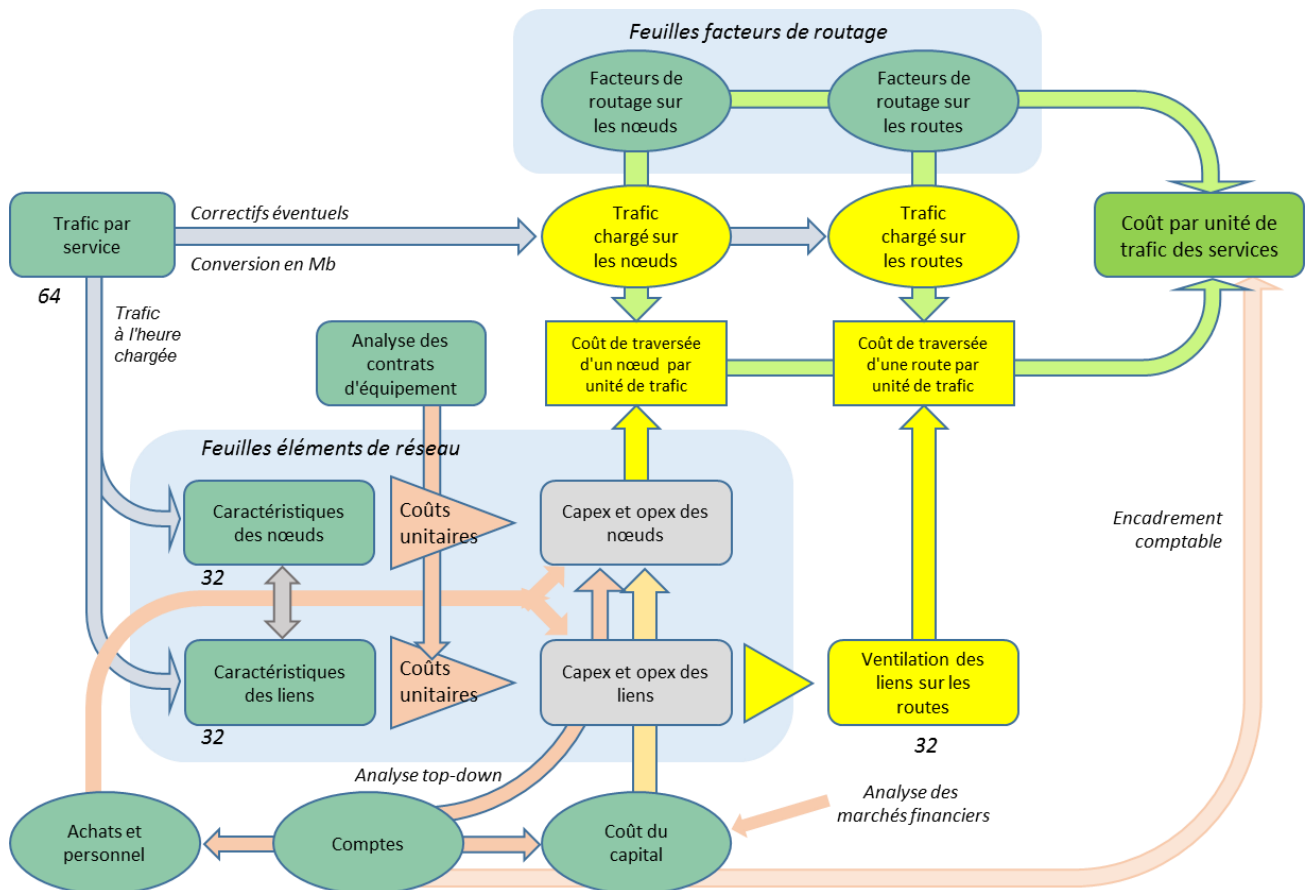 Feuilles facteurs de routage
Facteurs de
routage sur
les nœuds
Facteurs de
routage sur
les routes
Trafic par
service
64
Correctifs éventuels
Conversion en Mb
Trafic
chargé sur
les nœuds
Trafic
chargé sur
les routes
Coût par unité de
trafic des services
Trafic
à l'heure
chargée
Analyse des
contrats
d'équipement
Coût de traversée
d'un nœud par
unité de trafic
Coût de traversée
d'une route par
unité de trafic
Feuilles éléments de réseau
Caractéristiques
des nœuds
32
Coûts
unitaires
Capex et opex des
nœuds
Encadrement
comptable
Caractéristiques
des liens
32
Coûts
unitaires
Capex et opex des
liens
Ventilation des
liens sur les
routes
32
Analyse top-down
Analyse des
marchés financiers
Achats et
personnel
Comptes
Coût du
capital